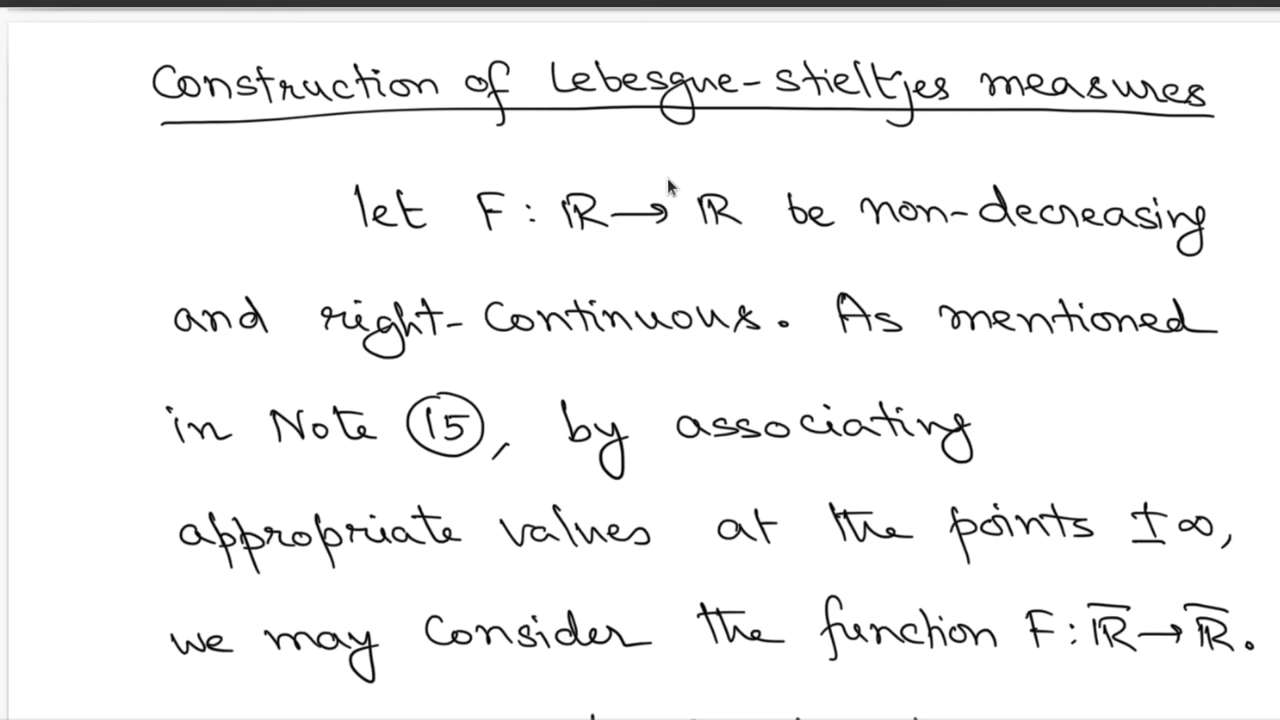 Construction of Lebesgue-Stieltjes measures
let F : ℝ → ℝ be non-decreasing
and right-continuous. As mentioned
in Note ⑮, by associating
appropriate values at the points ±∞,
we may consider the function F : ℝ̅ → ℝ̅.